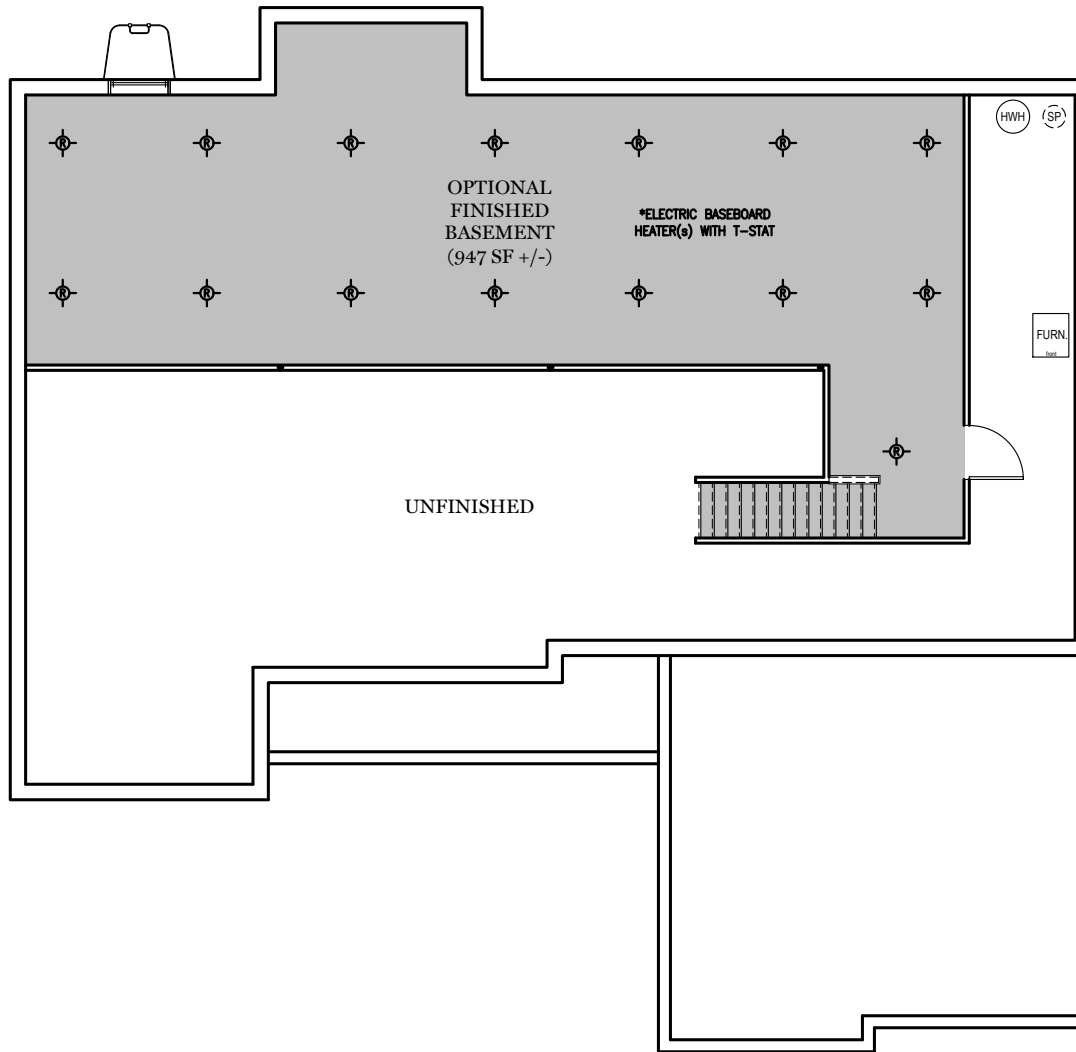 HWH
SP
R
R
R
R
R
R
R
OPTIONAL
FINISHED
BASEMENT
(947 SF +/-)
*ELECTRIC BASEBOARD
HEATER(s) WITH T-STAT
R
R
R
R
R
R
R
FURN.
front
R
UNFINISHED